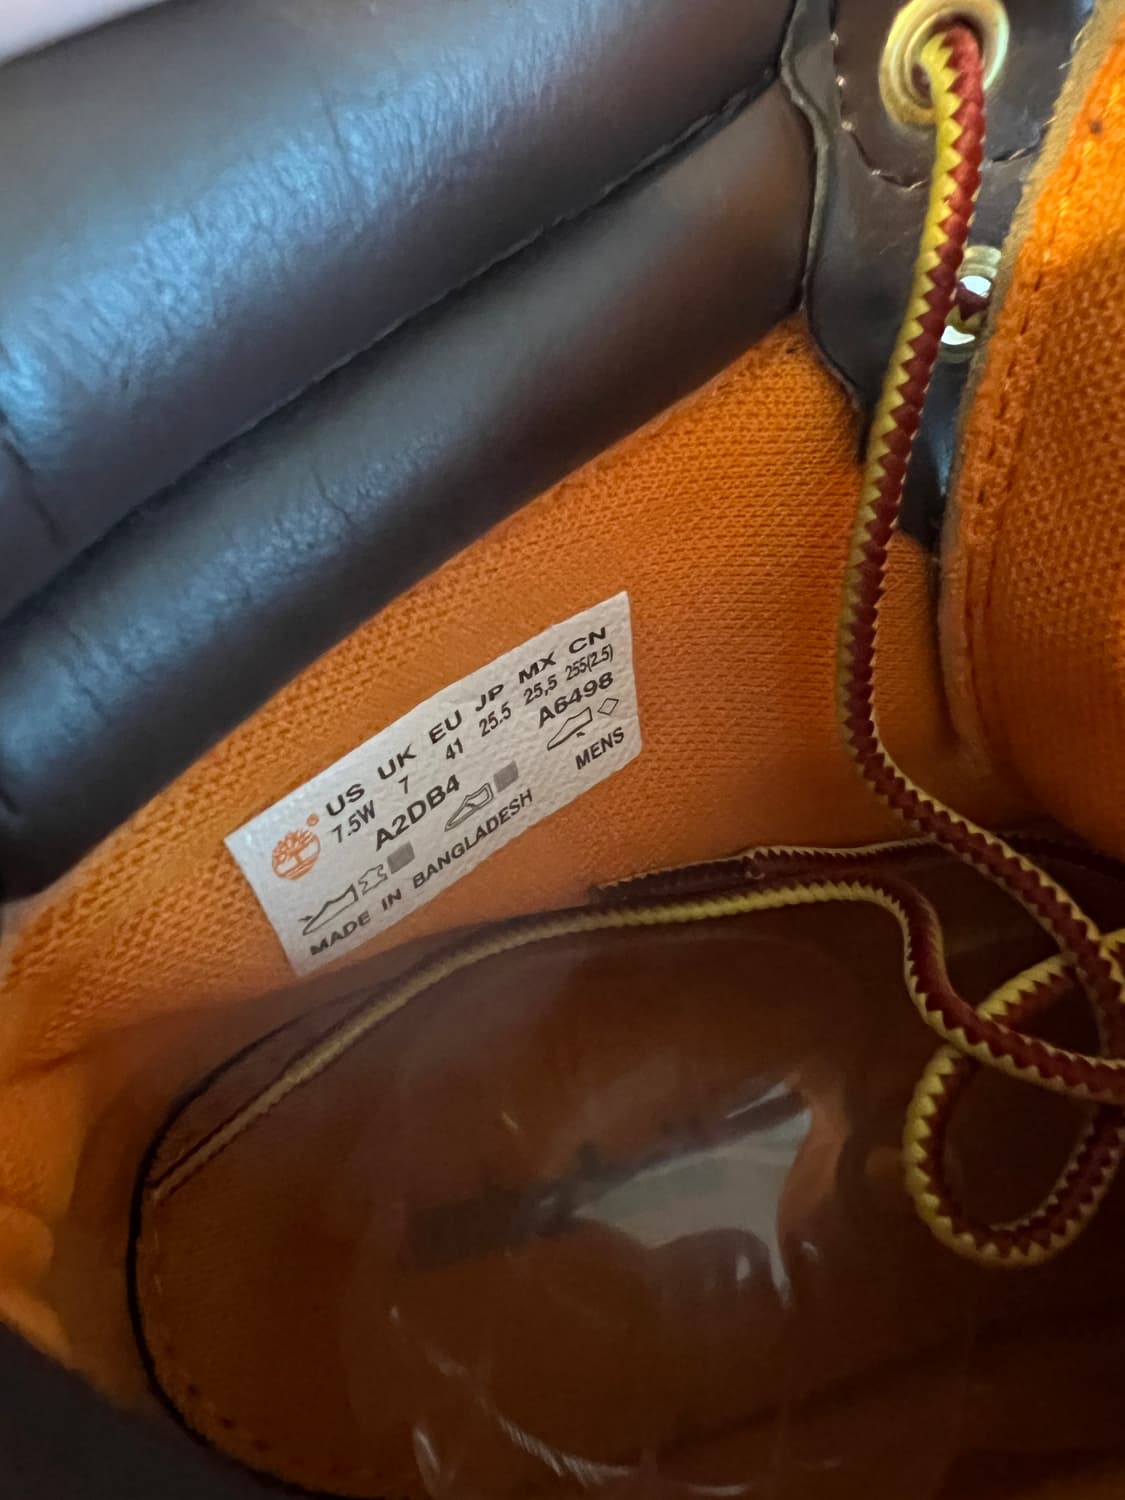 US UK EU JP MX CN
7.5W 7 41 25.5 25,5 255(2.5)
A2DB4 A6498
MENS
MADE IN BANGLADESH